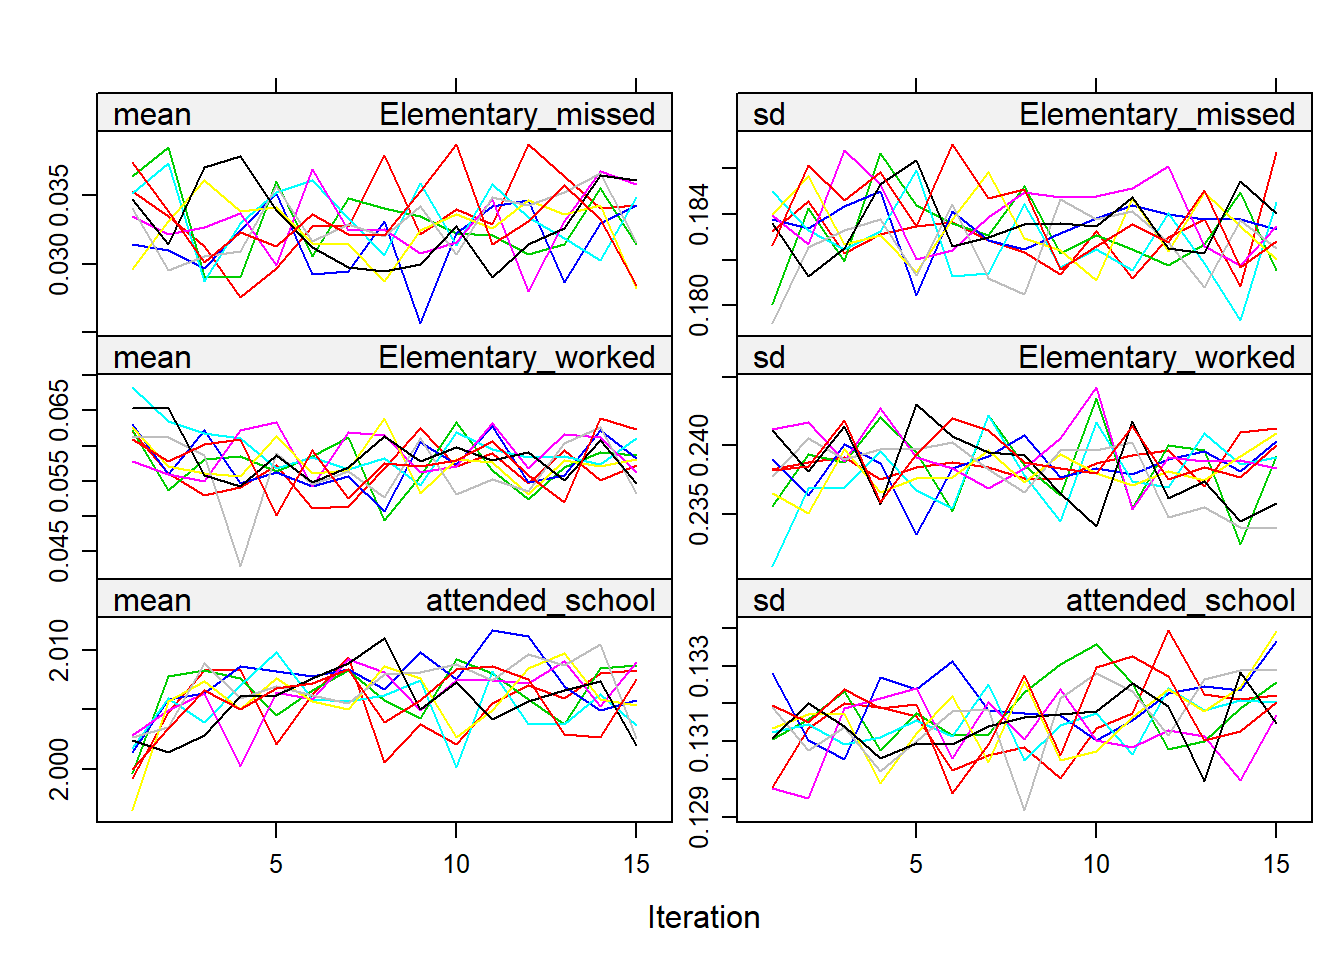 mean Elementary_missed
sd Elementary_missed
0.035
0.030
0.184
0.180
mean Elementary_worked
sd Elementary_worked
0.065
0.055
0.045
0.240
0.235
mean attended_school
sd attended_school
2.010
2.000
0.133
0.131
0.129
5 10 15
5 10 15
Iteration